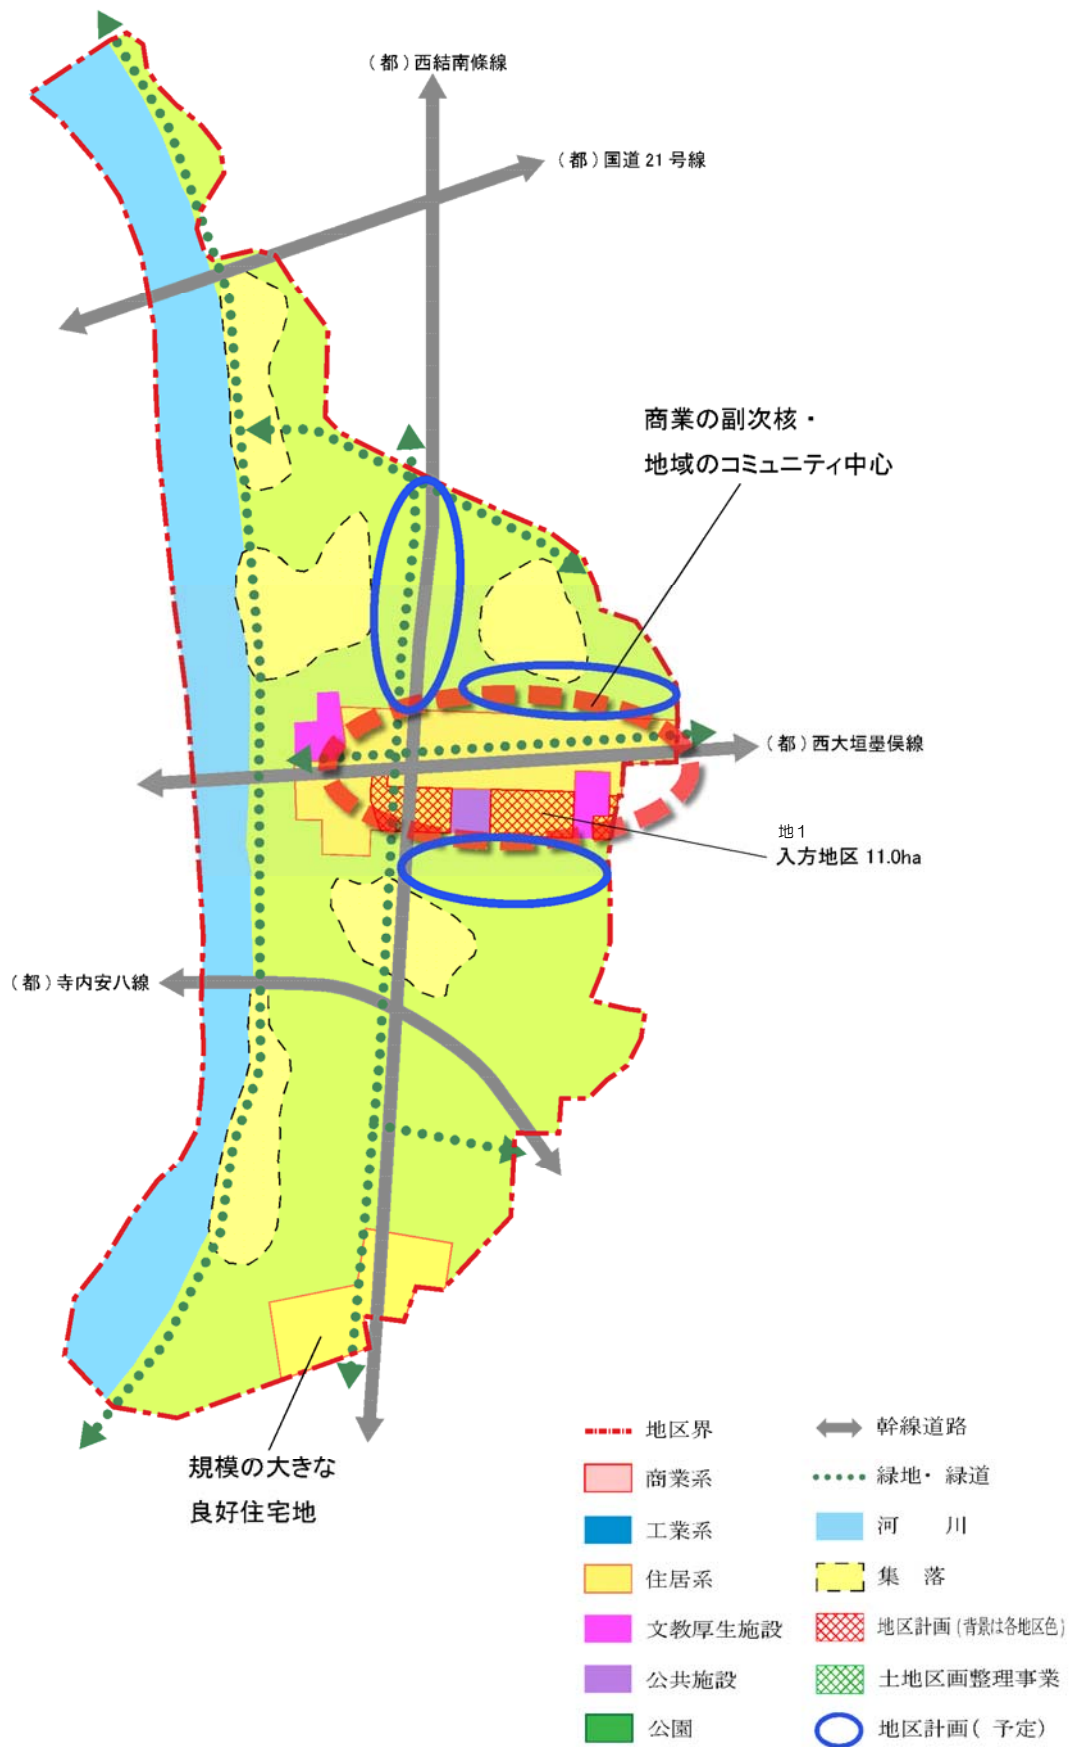 （都）西結南條線
（都）国道21号線
商業の副次核・
地域のコミュニティ中心
（都）西大垣墨俣線
地1
入方地区 11.0ha
（都）寺内安八線
規模の大きな
良好住宅地
地区界
商業系
工業系
住居系
文教厚生施設
公共施設
公園
幹線道路
緑地・緑道
河　川
集　落
地区計画(背景は各地区色)
土地区画整理事業
地区計画(予定)